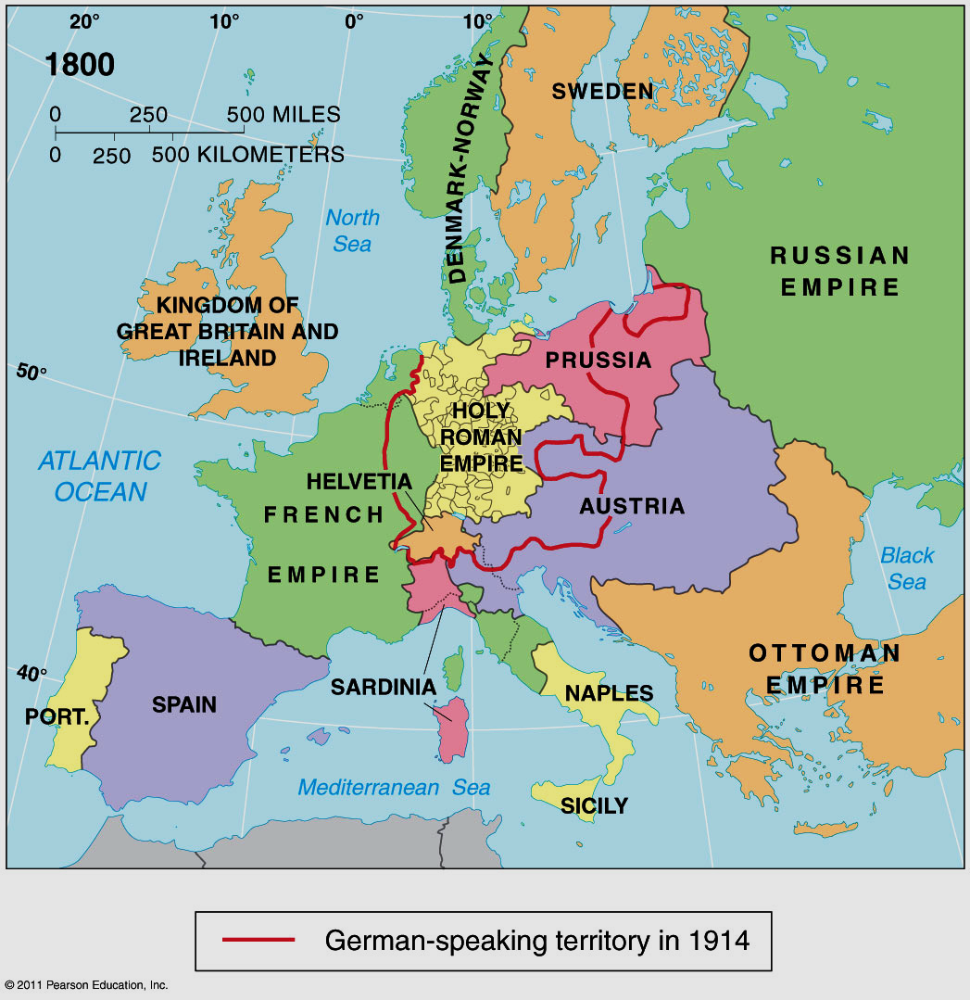 20° 10° 0° 10°
1800
0 250 500 MILES
0 250 500 KILOMETERS
SWEDEN
DENMARK-NORWAY
North
Sea
RUSSIAN
EMPIRE
KINGDOM OF
GREAT BRITAIN AND
IRELAND
50°
PRUSSIA
HOLY
ROMAN
EMPIRE
ATLANTIC
OCEAN
HELVETIA
FRENCH
EMPIRE
AUSTRIA
Black
Sea
40°
OTTOMAN
EMPIRE
SARDINIA
NAPLES
PORT.
SPAIN
Mediterranean Sea
SICILY
German-speaking territory in 1914
© 2011 Pearson Education, Inc.